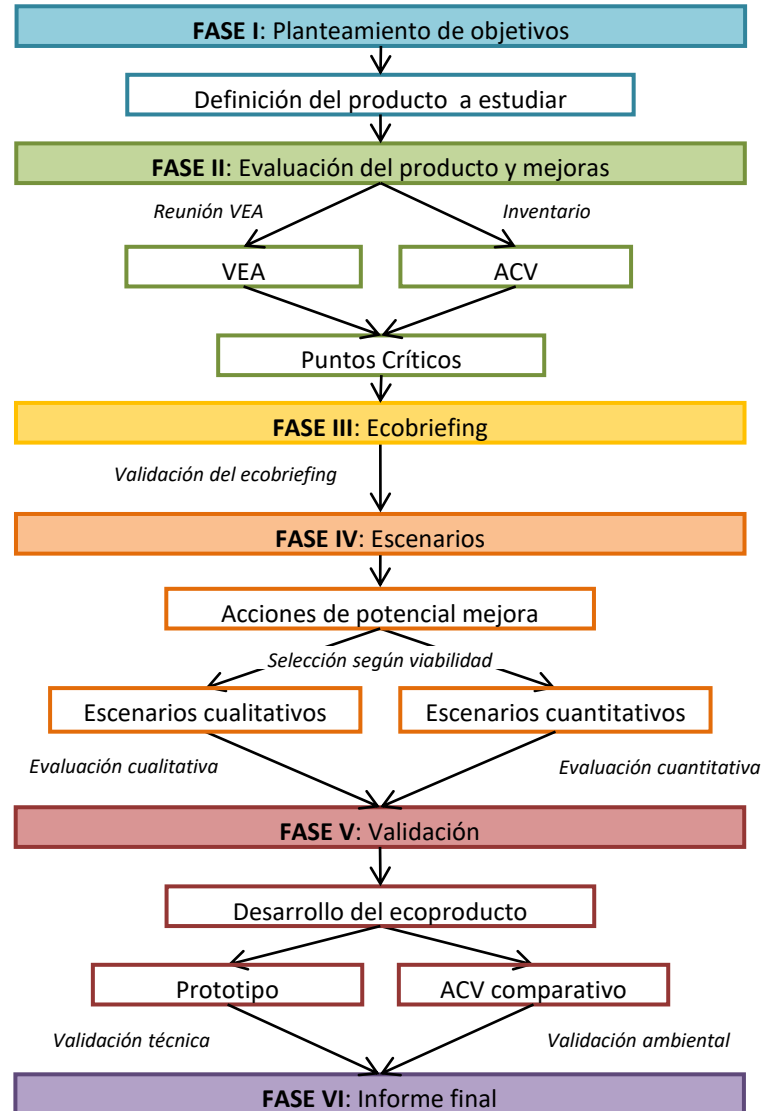 FASE I: Planteamiento de objetivos
Definición del producto a estudiar
FASE II: Evaluación del producto y mejoras
Reunión VEA
Inventario
VEA
ACV
Puntos Críticos
FASE III: Ecobriefing
Validación del ecobriefing
FASE IV: Escenarios
Acciones de potencial mejora
Selección según viabilidad
Escenarios cualitativos
Escenarios cuantitativos
Evaluación cualitativa
Evaluación cuantitativa
FASE V: Validación
Desarrollo del ecoproducto
Prototipo
ACV comparativo
Validación técnica
Validación ambiental
FASE VI: Informe final